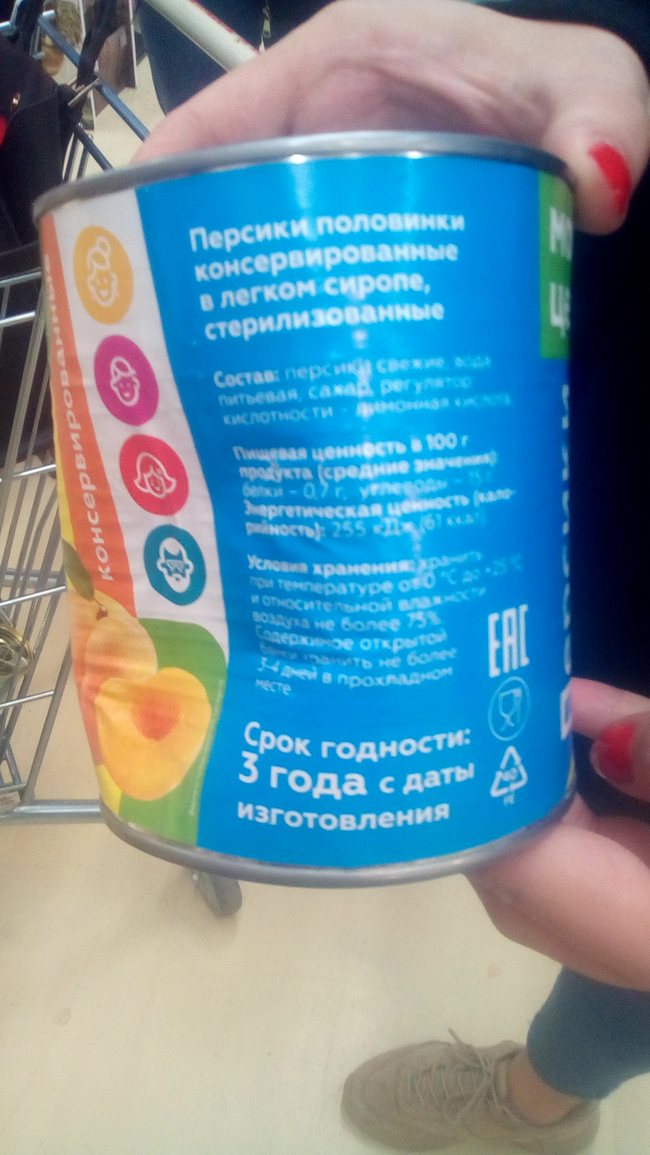 Персики половинки
консервированные
в легком сиропе,
стерилизованные
Состав: персики свежие, вода
питьевая, сахар, регулятор
кислотности - лимонная кислота
Пищевая ценность в 100 г
продукта (средние значения):
белки - 0,7 г, углеводы - 15 г
Энергетическая ценность (кало-
рийность): 255 кДж (61 ккал)
Условия хранения: хранить
при температуре от 0 °С до +25 °С
и относительной влажности
воздуха не более 75%
Содержимое открытой
банки хранить не более
3-4 дней в прохладном
месте
Срок годности:
3 года с даты
изготовления
EAC
40
FE
консервированные